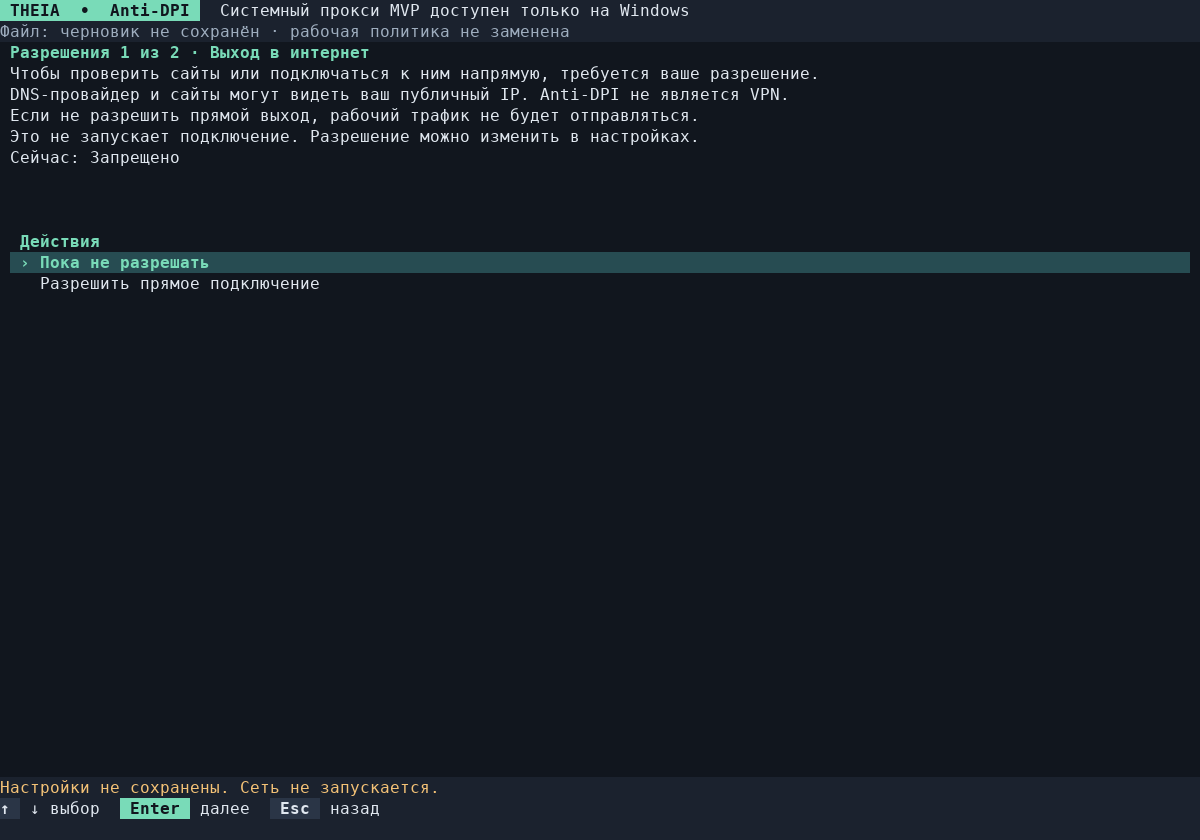 THEIA • Anti-DPI Системный прокси MVP доступен только на Windows
Файл: черновик не сохранён · рабочая политика не заменена
Разрешения 1 из 2 · Выход в интернет
Чтобы проверить сайты или подключаться к ним напрямую, требуется ваше разрешение.
DNS-провайдер и сайты могут видеть ваш публичный IP. Anti-DPI не является VPN.
Если не разрешить прямой выход, рабочий трафик не будет отправляться.
Это не запускает подключение. Разрешение можно изменить в настройках.
Сейчас: Запрещено
Действия
› Пока не разрешать
Разрешить прямое подключение
Настройки не сохранены. Сеть не запускается.
↑ ↓ выбор Enter далее Esc назад